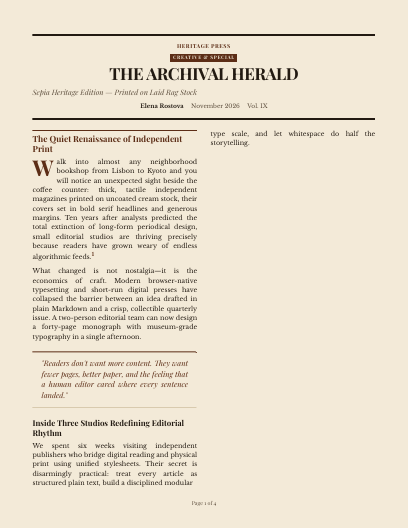 HERITAGE PRESS
CREATIVE & SPECIAL
THE ARCHIVAL HERALD
Sepia Heritage Edition — Printed on Laid Rag Stock
Elena Rostova November 2026 Vol. IX
The Quiet Renaissance of Independent
Print
Walk into almost any neighborhood
bookshop from Lisbon to Kyoto and you
will notice an unexpected sight beside the
coffee counter: thick, tactile independent
magazines printed on uncoated cream stock, their
covers set in bold serif headlines and generous
margins. Ten years after analysts predicted the
total extinction of long-form periodical design,
small editorial studios are thriving precisely
because readers have grown weary of endless
algorithmic feeds.1
What changed is not nostalgia—it is the
economics of craft. Modern browser-native
typesetting and short-run digital presses have
collapsed the barrier between an idea drafted in
plain Markdown and a crisp, collectible quarterly
issue. A two-person editorial team can now design
a forty-page monograph with museum-grade
typography in a single afternoon.
"Readers don't want more content. They want
fewer pages, better paper, and the feeling that
a human editor cared where every sentence
landed."
Inside Three Studios Redefining Editorial
Rhythm
We spent six weeks visiting independent
publishers who bridge digital reading and physical
print using unified stylesheets. Their secret is
disarmingly practical: treat every article as
structured plain text, build a disciplined modular
type scale, and let whitespace do half the
storytelling.
Page 1 of 4